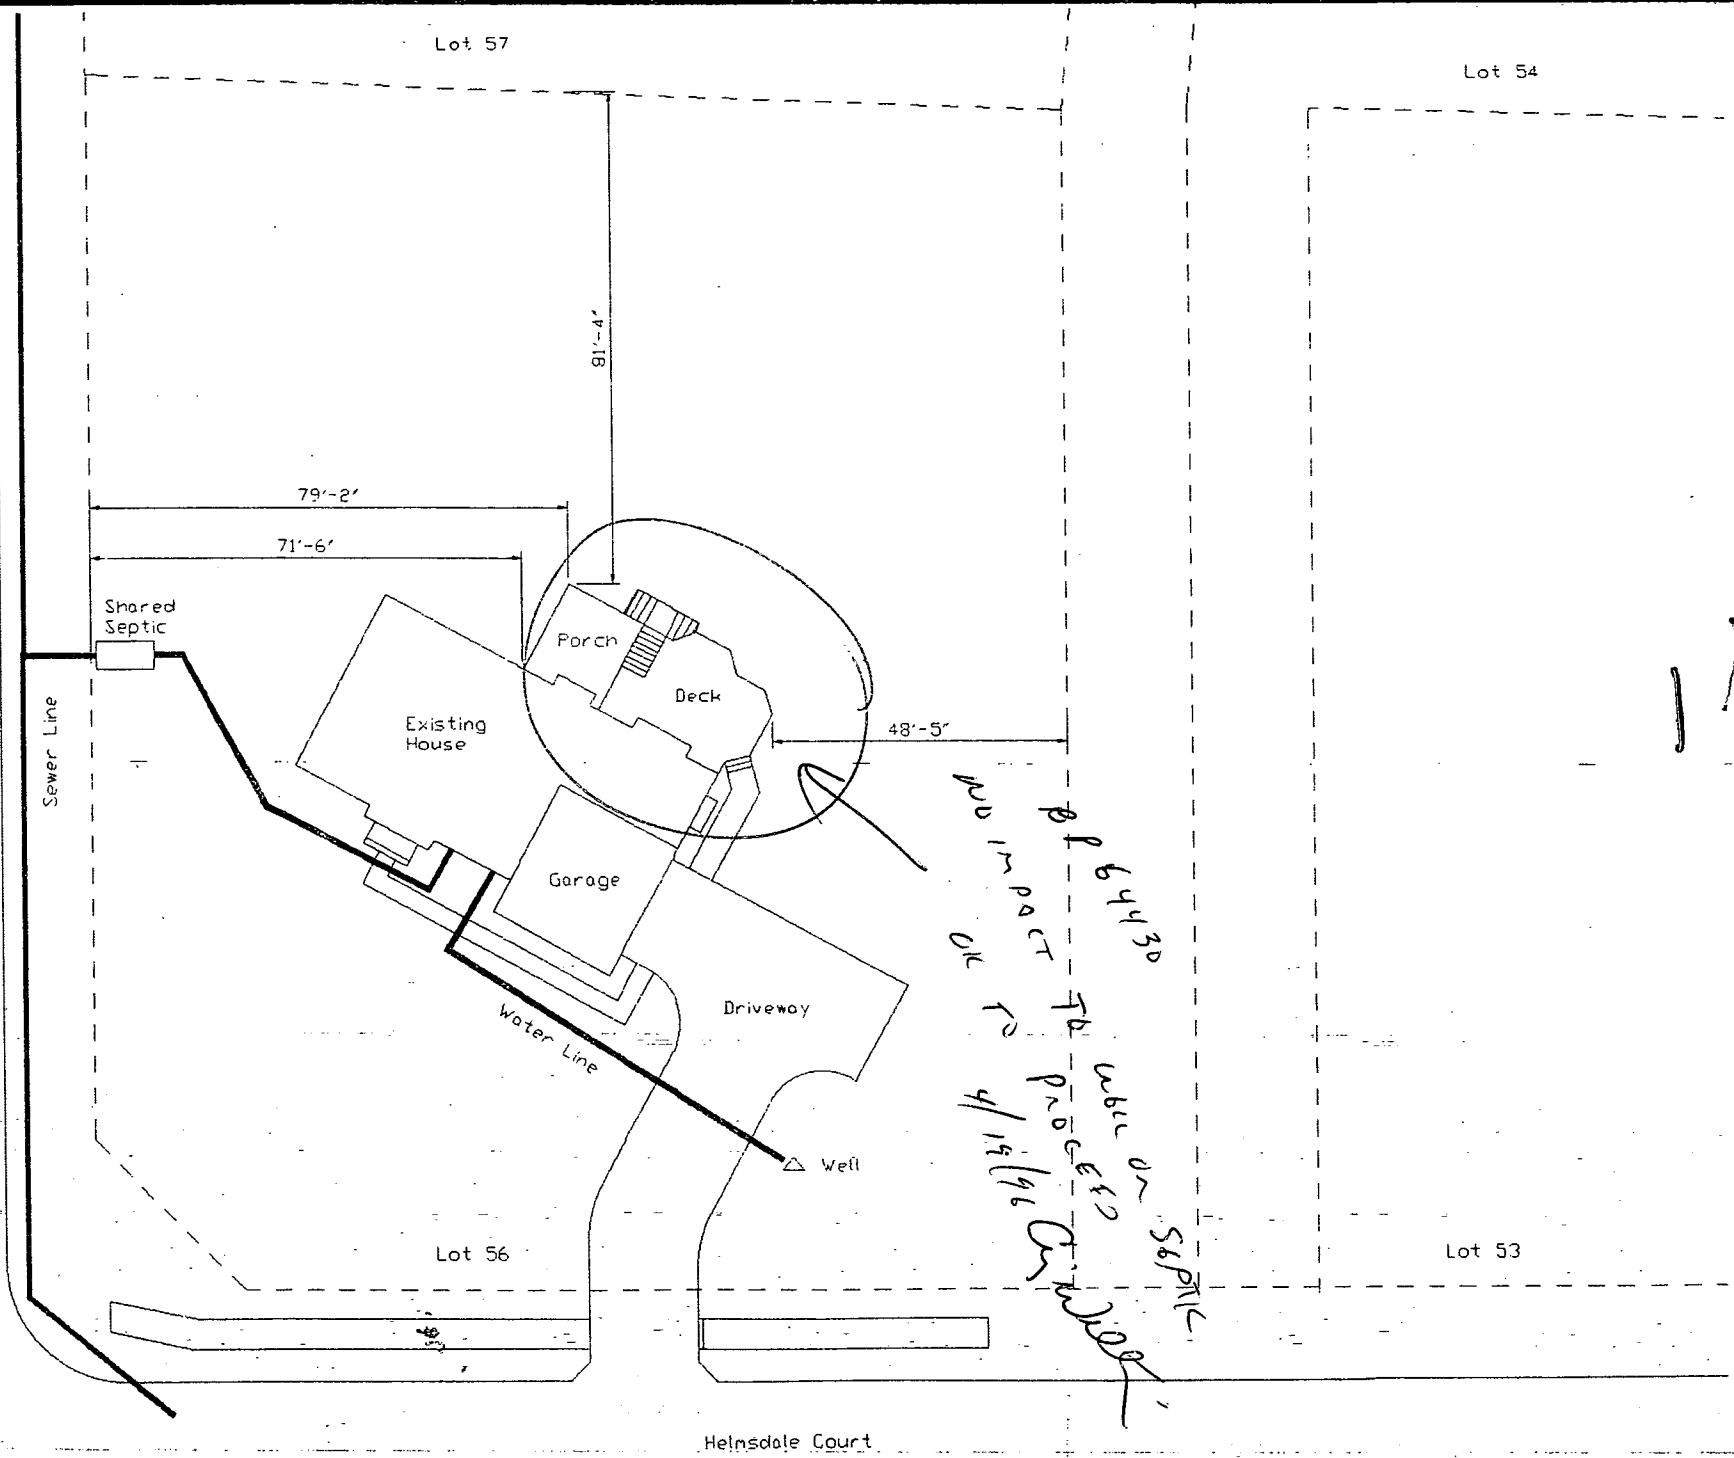 Lot 57
Lot 54
81'-4"
79'-2"
71'-6"
Shared
Septic
Porch
Deck
Existing
House
Sewer Line
48'-5"
Garage
BP 64430
NO IMPACT TO WELL OR SEPTIC
OK TO PROCEED
4/19/96
Driveway
Water Line
Well
Lot 56
Lot 53
Helmsdale Court